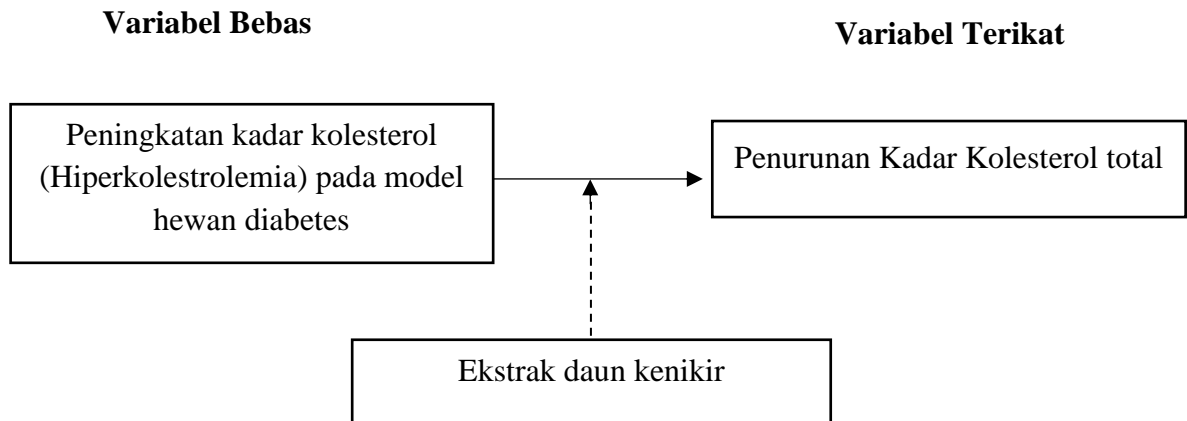 Variabel Bebas
Variabel Terikat
Peningkatan kadar kolesterol
(Hiperkolestrolemia) pada model
hewan diabetes
Penurunan Kadar Kolesterol total
Ekstrak daun kenikir